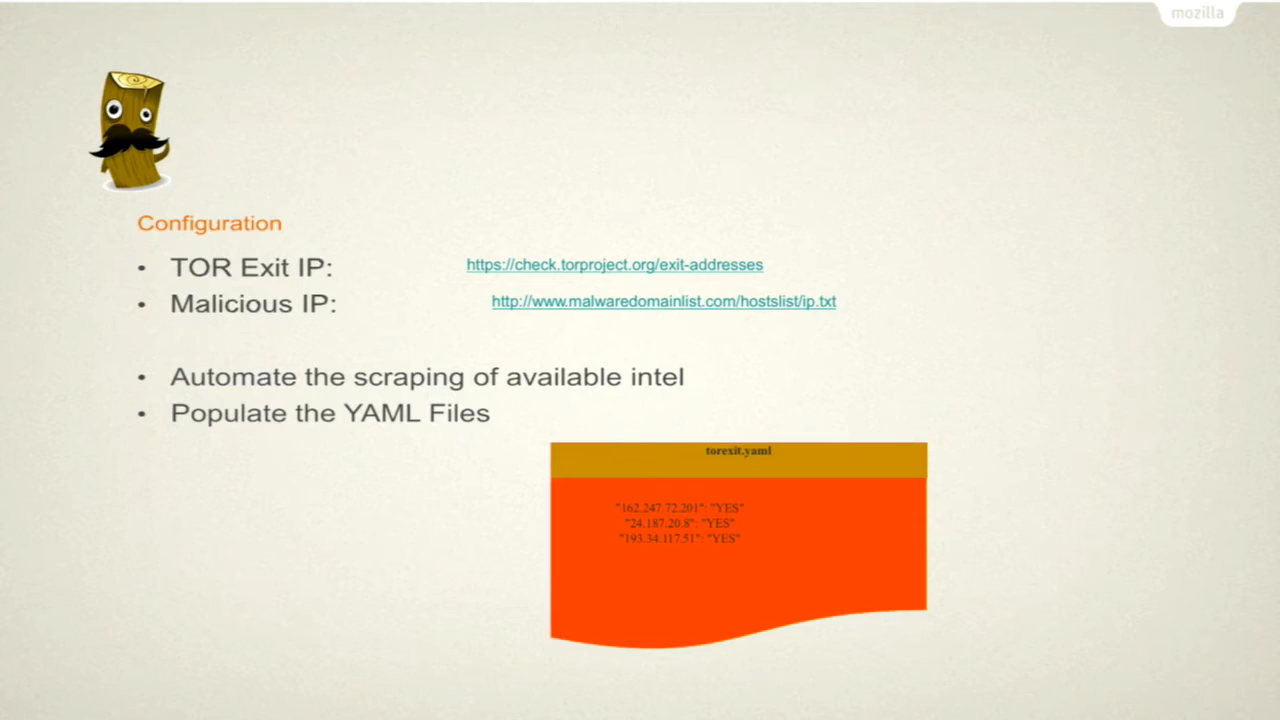 mozilla
Configuration
• TOR Exit IP: https://check.torproject.org/exit-addresses
• Malicious IP: http://www.malwaredomainlist.com/hostslist/ip.txt
• Automate the scraping of available intel
• Populate the YAML Files
torexit.yaml
"162.247.72.201": "YES"
"24.187.20.8": "YES"
"193.34.117.51": "YES"